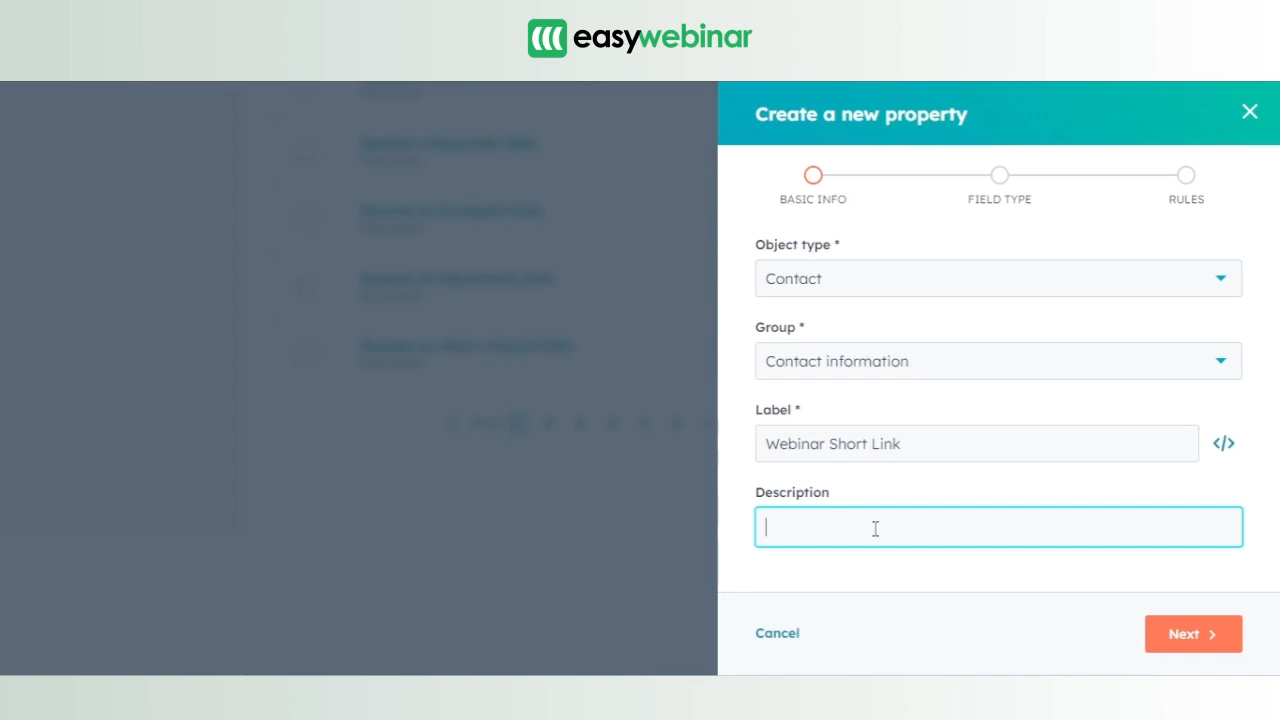 easywebinar
Create a new property
BASIC INFO
FIELD TYPE
RULES
Object type *
Contact
Group *
Contact information
Label *
Webinar Short Link
</>
Description
Cancel
Next